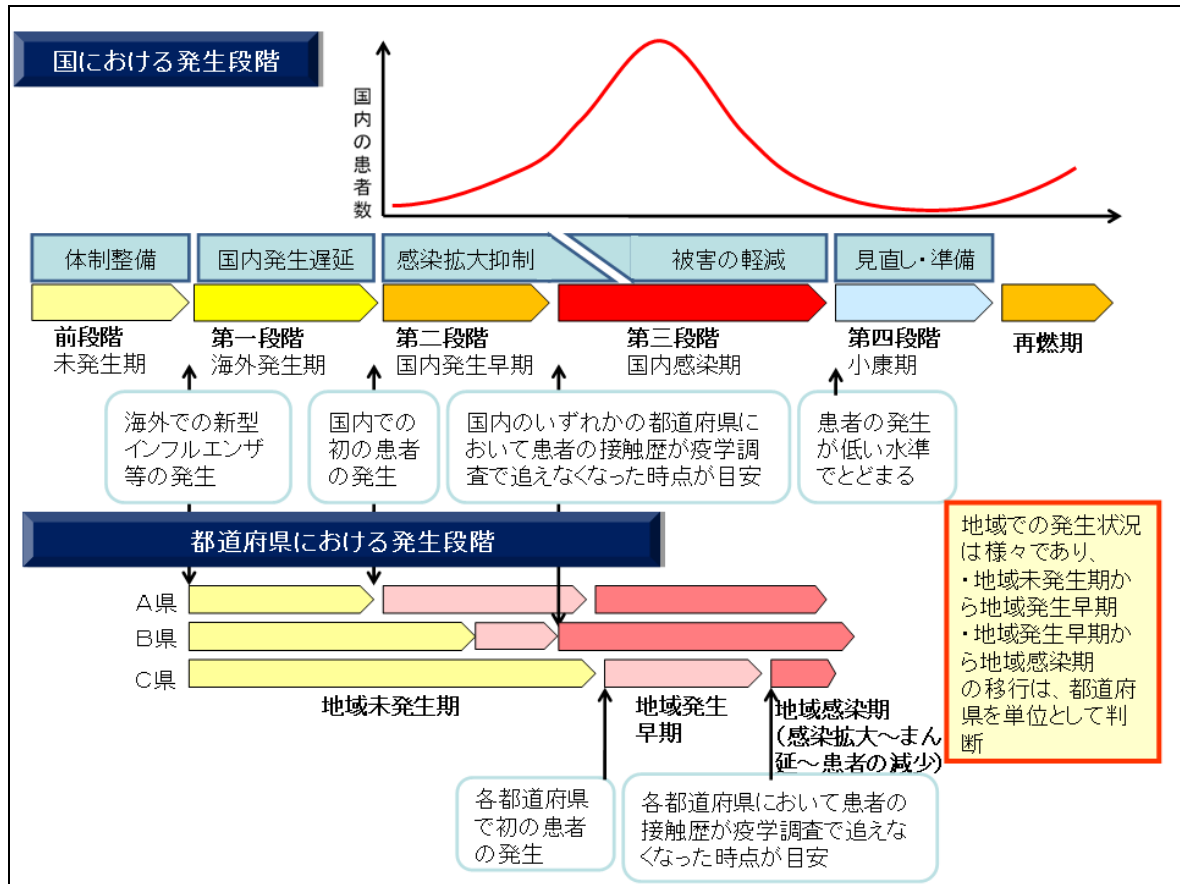 国における発生段階
国内の患者数
体制整備
国内発生遅延
感染拡大抑制
被害の軽減
見直し・準備
前段階
未発生期
第一段階
海外発生期
第二段階
国内発生早期
第三段階
国内感染期
第四段階
小康期
再燃期
海外での新型
インフルエンザ
等の発生
国内での
初の患者
の発生
国内のいずれかの都道府県に
おいて患者の接触歴が疫学調
査で追えなくなった時点が目安
患者の発生
が低い水準
でとどまる
都道府県における発生段階
A県
B県
C県
地域未発生期
地域発生
早期
地域感染期
(感染拡大～まん
延～患者の減少)
各都道府県
で初の患者
の発生
各都道府県において患者の
接触歴が疫学調査で追えな
くなった時点が目安
地域での発生状況
は様々であり、
・地域未発生期か
ら地域発生早期
・地域発生早期か
ら地域感染期
の移行は、都道府
県を単位として判
断